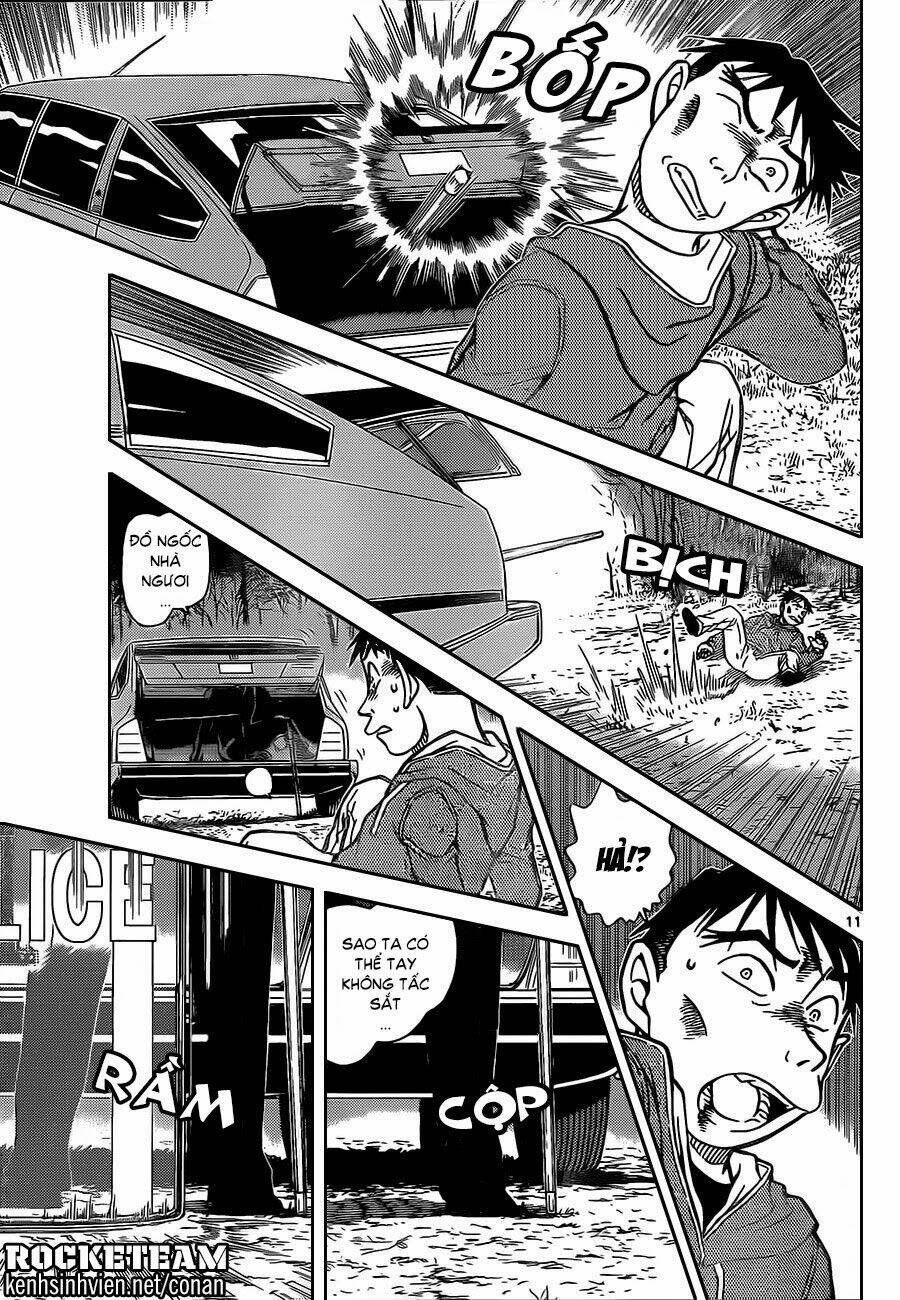 BỐP
BỊCH
ĐỒ NGỐC
NHÀ
NGƯƠI
...
HẢ!?
11
SAO TA CÓ
THỂ TAY
KHÔNG TẤC
SẮT
...
CỘP
LICE
RẦM
ROCKETEAM
kenhsinhvien.net/conan